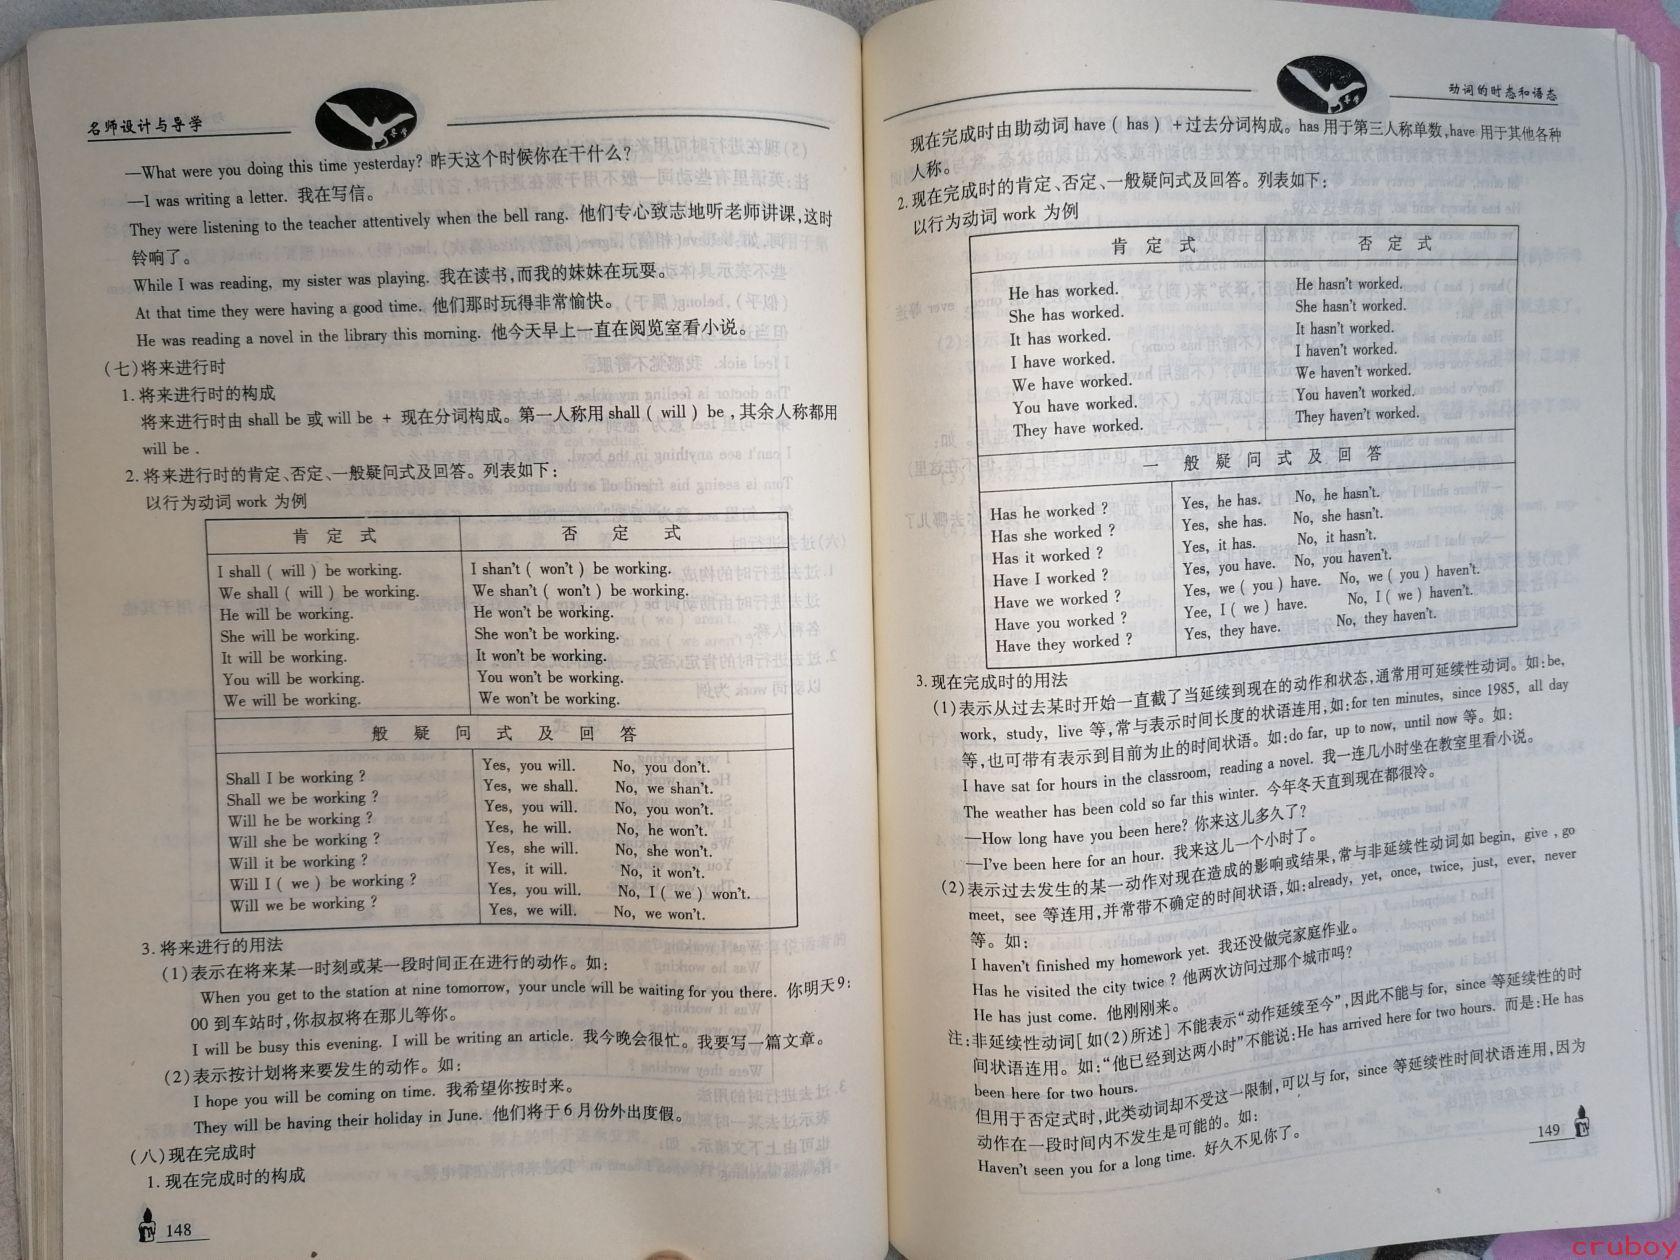 名师设计与导学
—What were you doing this time yesterday? 昨天这个时候你在干什么?
—I was writing a letter. 我在写信。
They were listening to the teacher attentively when the bell rang. 他们专心致志地听老师讲课,这时
铃响了。
While I was reading, my sister was playing. 我在读书,而我的妹妹在玩耍。
At that time they were having a good time. 他们那时玩得非常愉快。
He was reading a novel in the library this morning. 他今天早上一直在阅览室看小说。
(七)将来进行时
1. 将来进行时的构成
将来进行时由 shall be 或 will be + 现在分词构成。第一人称用 shall ( will ) be , 其余人称都用
will be .
2. 将来进行时的肯定、否定、一般疑问式及回答。列表如下:
以行为动词 work 为例
肯 定 式 否 定 式
I shall ( will ) be working. I shan't ( won't ) be working.
We shall ( will ) be working. We shan't ( won't ) be working.
He will be working. He won't be working.
She will be working. She won't be working.
It will be working. It won't be working.
You will be working. You won't be working.
We will be working. We won't be working.
般 疑 问 式 及 回 答
Shall I be working ? Yes, you will. No, you don't.
Shall we be working ? Yes, we shall. No, we shan't.
Will he be working ? Yes, you will. No, you won't.
Will she be working ? Yes, he will. No, he won't.
Will it be working ? Yes, she will. No, she won't.
Will I ( we ) be working ? Yes, it will. No, it won't.
Will we be working ? Yes, you will. No, I ( we ) won't.
Yes, we will. No, we won't.
3. 将来进行的用法
(1)表示在将来某一时刻或某一段时间正在进行的动作。如:
When you get to the station at nine tomorrow, your uncle will be waiting for you there. 你明天9:
00 到车站时,你叔叔将在那儿等你。
I will be busy this evening. I will be writing an article. 我今晚会很忙。我要写一篇文章。
(2)表示按计划将来要发生的动作。如:
I hope you will be coming on time. 我希望你按时来。
They will be having their holiday in June. 他们将于6月份外出度假。
(八)现在完成时
1. 现在完成时的构成
148
动词的时态和语态
现在完成时由助动词 have ( has ) + 过去分词构成。has 用于第三人称单数,have 用于其他各种
人称。
2. 现在完成时的肯定、否定、一般疑问式及回答。列表如下:
以行为动词 work 为例
肯 定 式 否 定 式
He has worked. He hasn't worked.
She has worked. She hasn't worked.
It has worked. It hasn't worked.
I have worked. I haven't worked.
We have worked. We haven't worked.
You have worked. You haven't worked.
They have worked. They haven't worked.
一 般 疑 问 式 及 回 答
Has he worked ? Yes, he has. No, he hasn't.
Has she worked ? Yes, she has. No, she hasn't.
Has it worked ? Yes, it has. No, it hasn't.
Have I worked ? Yes, you have. No, you haven't.
Have we worked ? Yes, we ( you ) have. No, we ( you ) haven't.
Have you worked ? Yee, I ( we ) have. No, I ( we ) haven't.
Have they worked ? Yes, they have. No, they haven't.
3. 现在完成时的用法
(1)表示从过去某时开始一直截了当延续到现在的动作和状态,通常用可延续性动词。如:be,
work, study, live 等,常与表示时间长度的状语连用,如:for ten minutes, since 1985, all day
等,也可带有表示到目前为止的时间状语。如:do far, up to now, until now 等。如:
I have sat for hours in the classroom, reading a novel. 我一连几小时坐在教室里看小说。
The weather has been cold so far this winter. 今年冬天直到现在都很冷。
—How long have you been here? 你来这儿多久了?
—I've been here for an hour. 我来这儿一个小时了。
(2)表示过去发生的某一动作对现在造成的影响或结果,常与非延续性动词如 begin, give , go
meet, see 等连用,并常带不确定的时间状语,如:already, yet, once, twice, just, ever, never
等。如:
I haven't finished my homework yet. 我还没做完家庭作业。
Has he visited the city twice ? 他两次访问过那个城市吗?
He has just come. 他刚刚来。
注:非延续性动词[如(2)所述] 不能表示“动作延续至今”,因此不能与 for, since 等延续性的时
间状语连用。如:“他已经到达两小时”不能说:He has arrived here for two hours. 而是:He has
been here for two hours.
但用于否定式时,此类动词却不受这一限制,可以与 for, since 等延续性时间状语连用,因为
动作在一段时间内不发生是可能的。如:
Haven't seen you for a long time. 好久不见你了。
149
cruboy